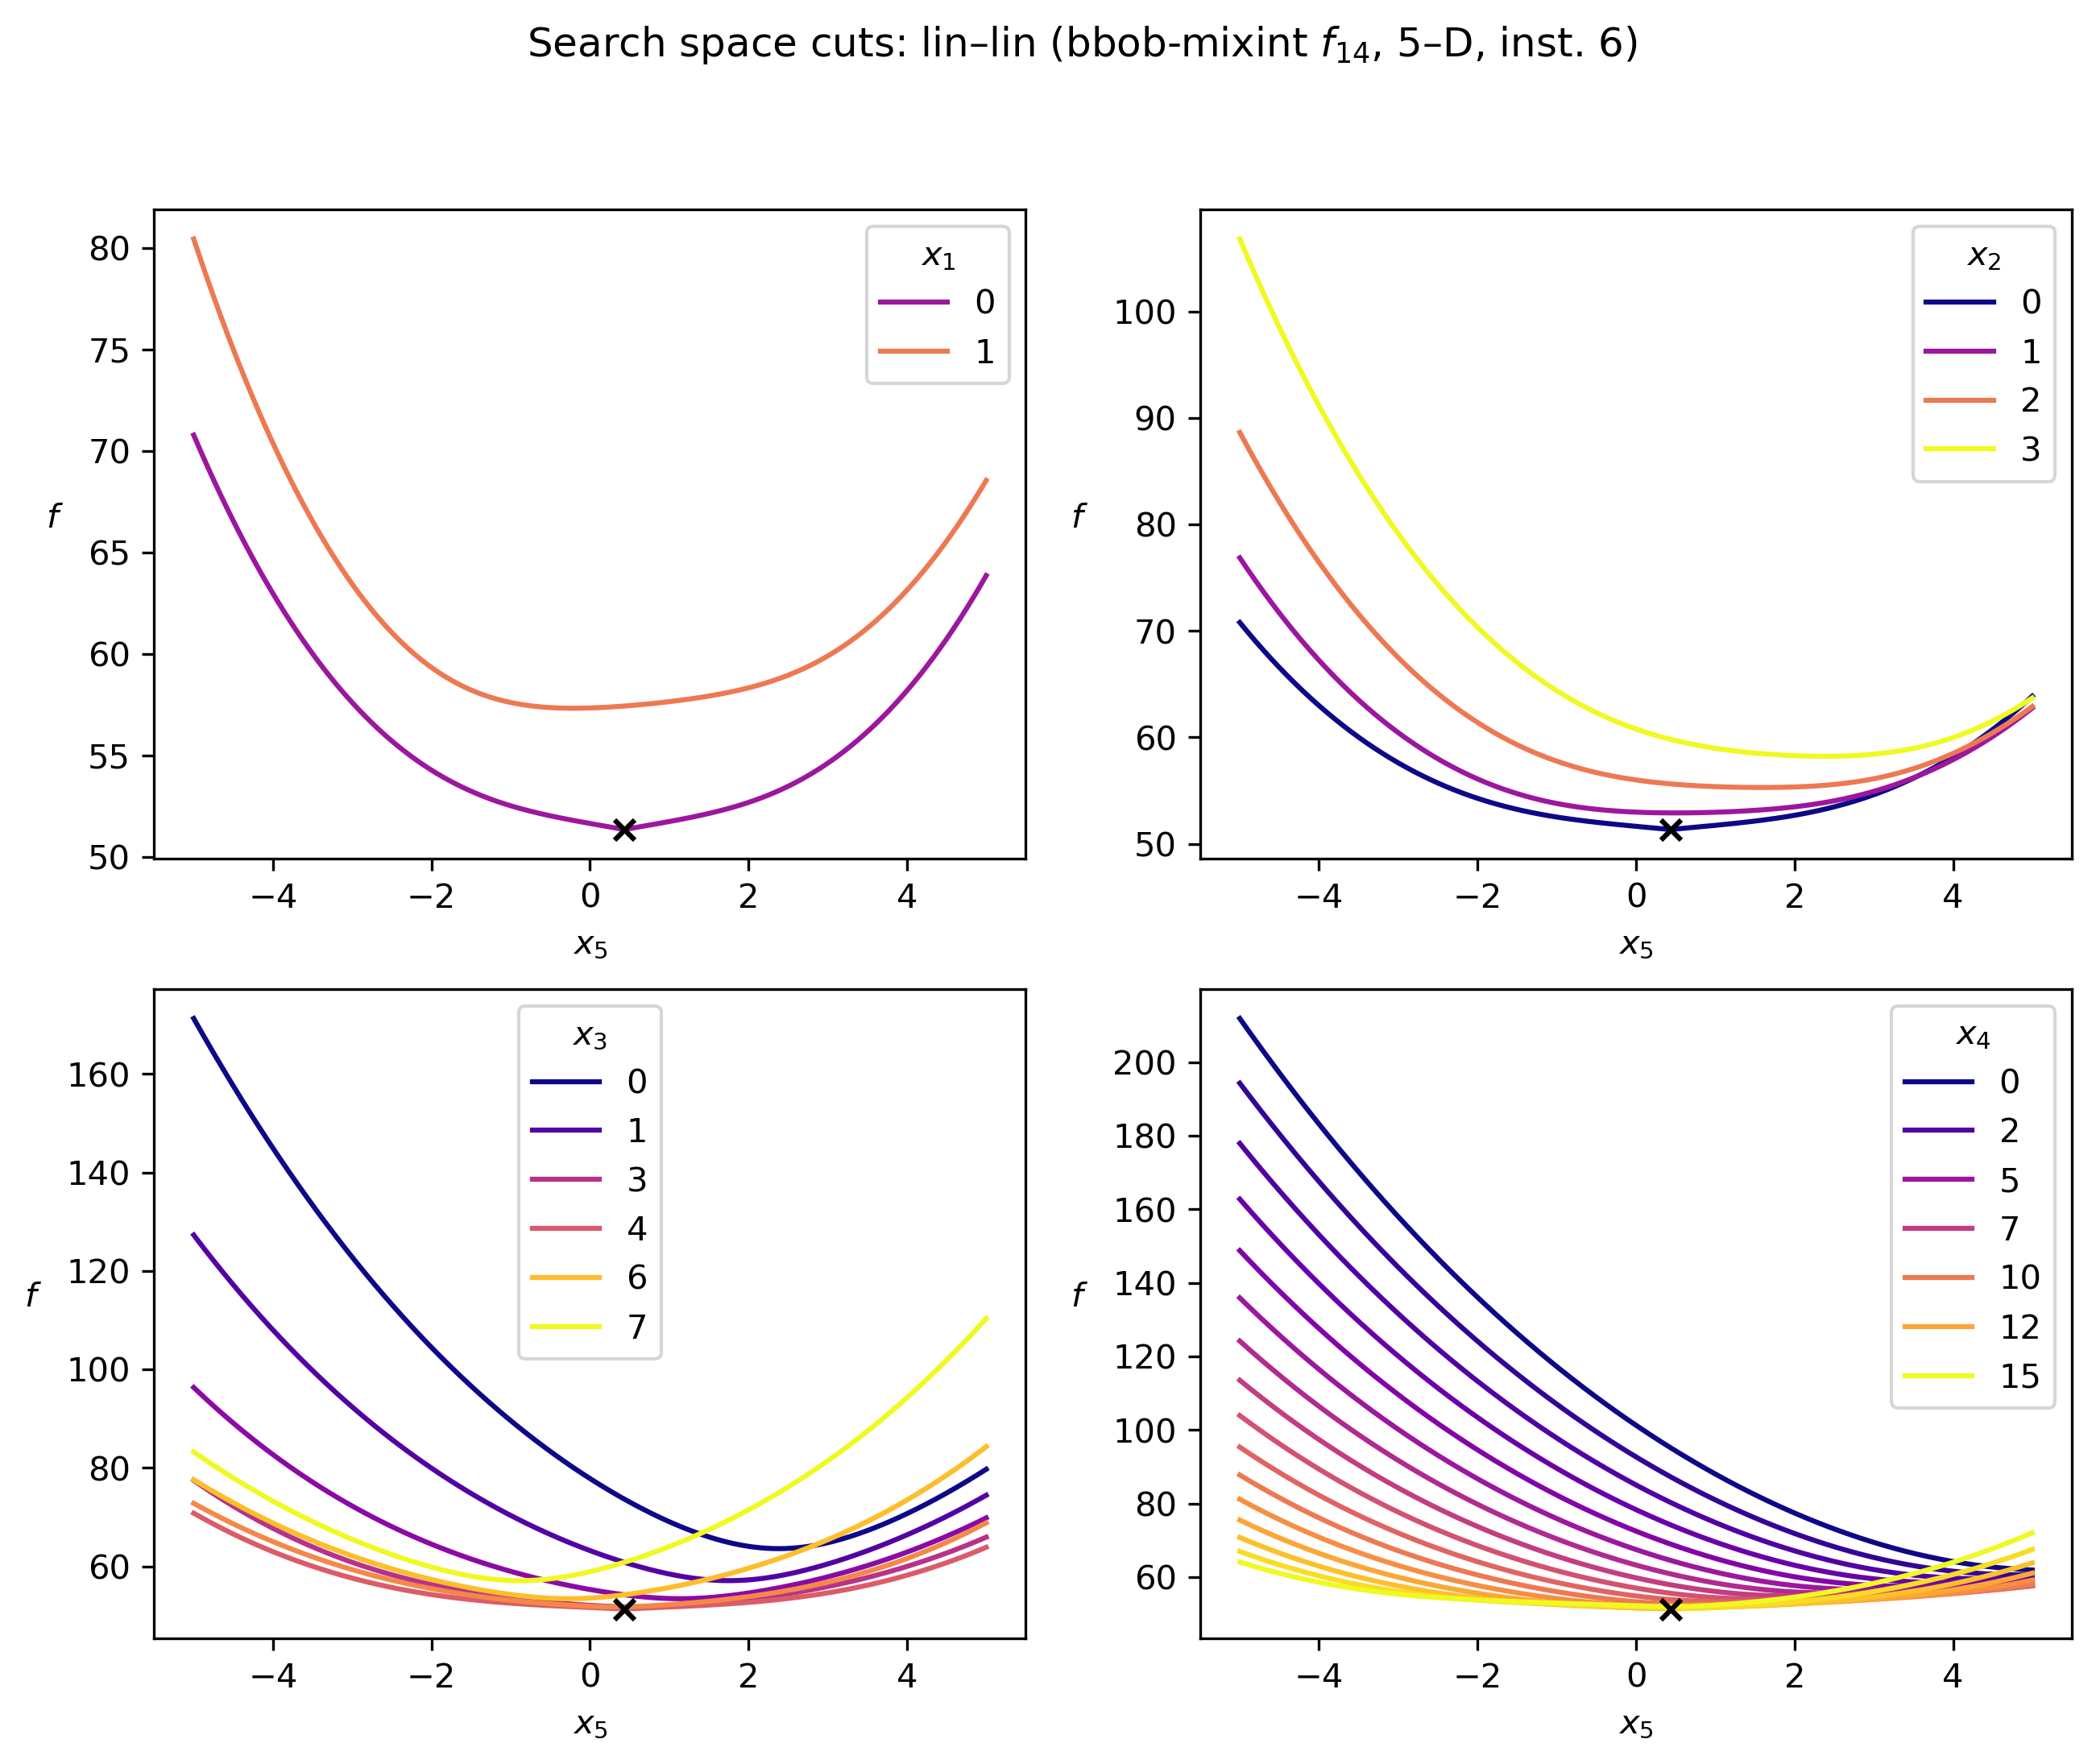 Search space cuts: lin–lin (bbob-mixint f₁₄, 5–D, inst. 6)
80
75
70
65
60
55
50
f
−4 −2 0 2 4
x₅
x₁
0
1
100
90
80
70
60
50
f
−4 −2 0 2 4
x₅
x₂
0
1
2
3
160
140
120
100
80
60
f
−4 −2 0 2 4
x₅
x₃
0
1
3
4
6
7
200
180
160
140
120
100
80
60
f
−4 −2 0 2 4
x₅
x₄
0
2
5
7
10
12
15